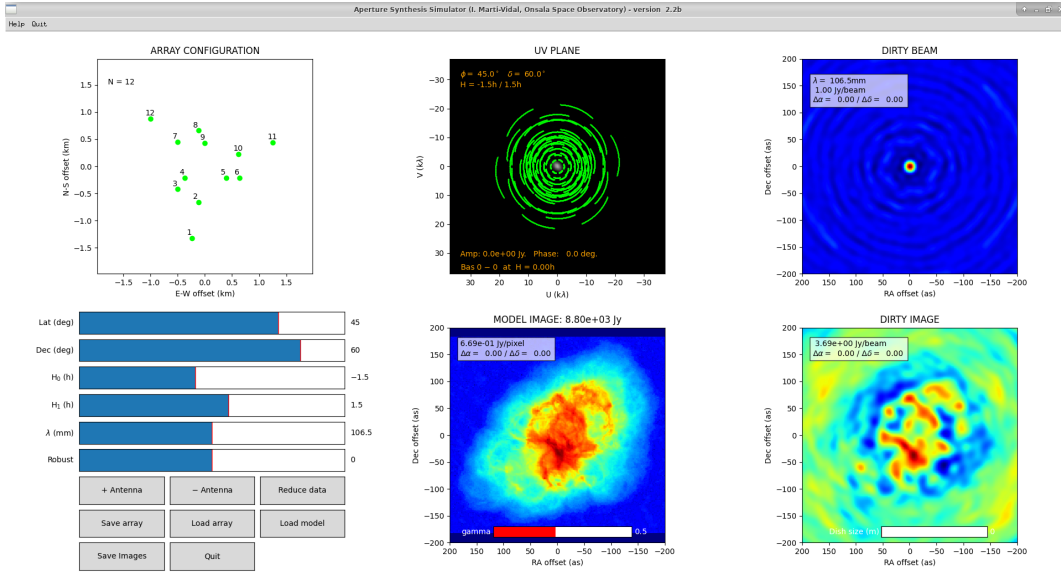 Aperture Synthesis Simulator (I. Marti-Vidal, Onsala Space Observatory) - version 2.2b
Help Quit
ARRAY CONFIGURATION
N = 12
12
8
7
9
11
10
4
3
5
6
2
1
1.5
1.0
0.5
0.0
−0.5
−1.0
−1.5
N-S offset (km)
−1.5 −1.0 −0.5 0.0 0.5 1.0 1.5
E-W offset (km)
UV PLANE
ϕ = 45.0° δ = 60.0°
H = -1.5h / 1.5h
−30
−20
−10
0
10
20
30
V (kλ)
Amp: 0.0e+00 Jy. Phase: 0.0 deg.
Bas 0 − 0 at H = 0.00h
30 20 10 0 −10 −20 −30
U (kλ)
DIRTY BEAM
λ = 106.5mm
1.00 Jy/beam
Δα = 0.00 / Δδ = 0.00
200
150
100
50
0
−50
−100
−150
−200
Dec offset (as)
200 150 100 50 0 −50 −100 −150 −200
RA offset (as)
Lat (deg) 45
Dec (deg) 60
H0 (h) −1.5
H1 (h) 1.5
λ (mm) 106.5
Robust 0
+ Antenna − Antenna Reduce data
Save array Load array Load model
Save Images Quit
MODEL IMAGE: 8.80e+03 Jy
6.69e-01 Jy/pixel
Δα = 0.00 / Δδ = 0.00
200
150
100
50
0
−50
−100
−150
−200
Dec offset (as)
gamma 0.5
200 150 100 50 0 −50 −100 −150 −200
RA offset (as)
DIRTY IMAGE
3.69e+00 Jy/beam
Δα = 0.00 / Δδ = 0.00
200
150
100
50
0
−50
−100
−150
−200
Dec offset (as)
Dish size (m)
200 150 100 50 0 −50 −100 −150 −200
RA offset (as)